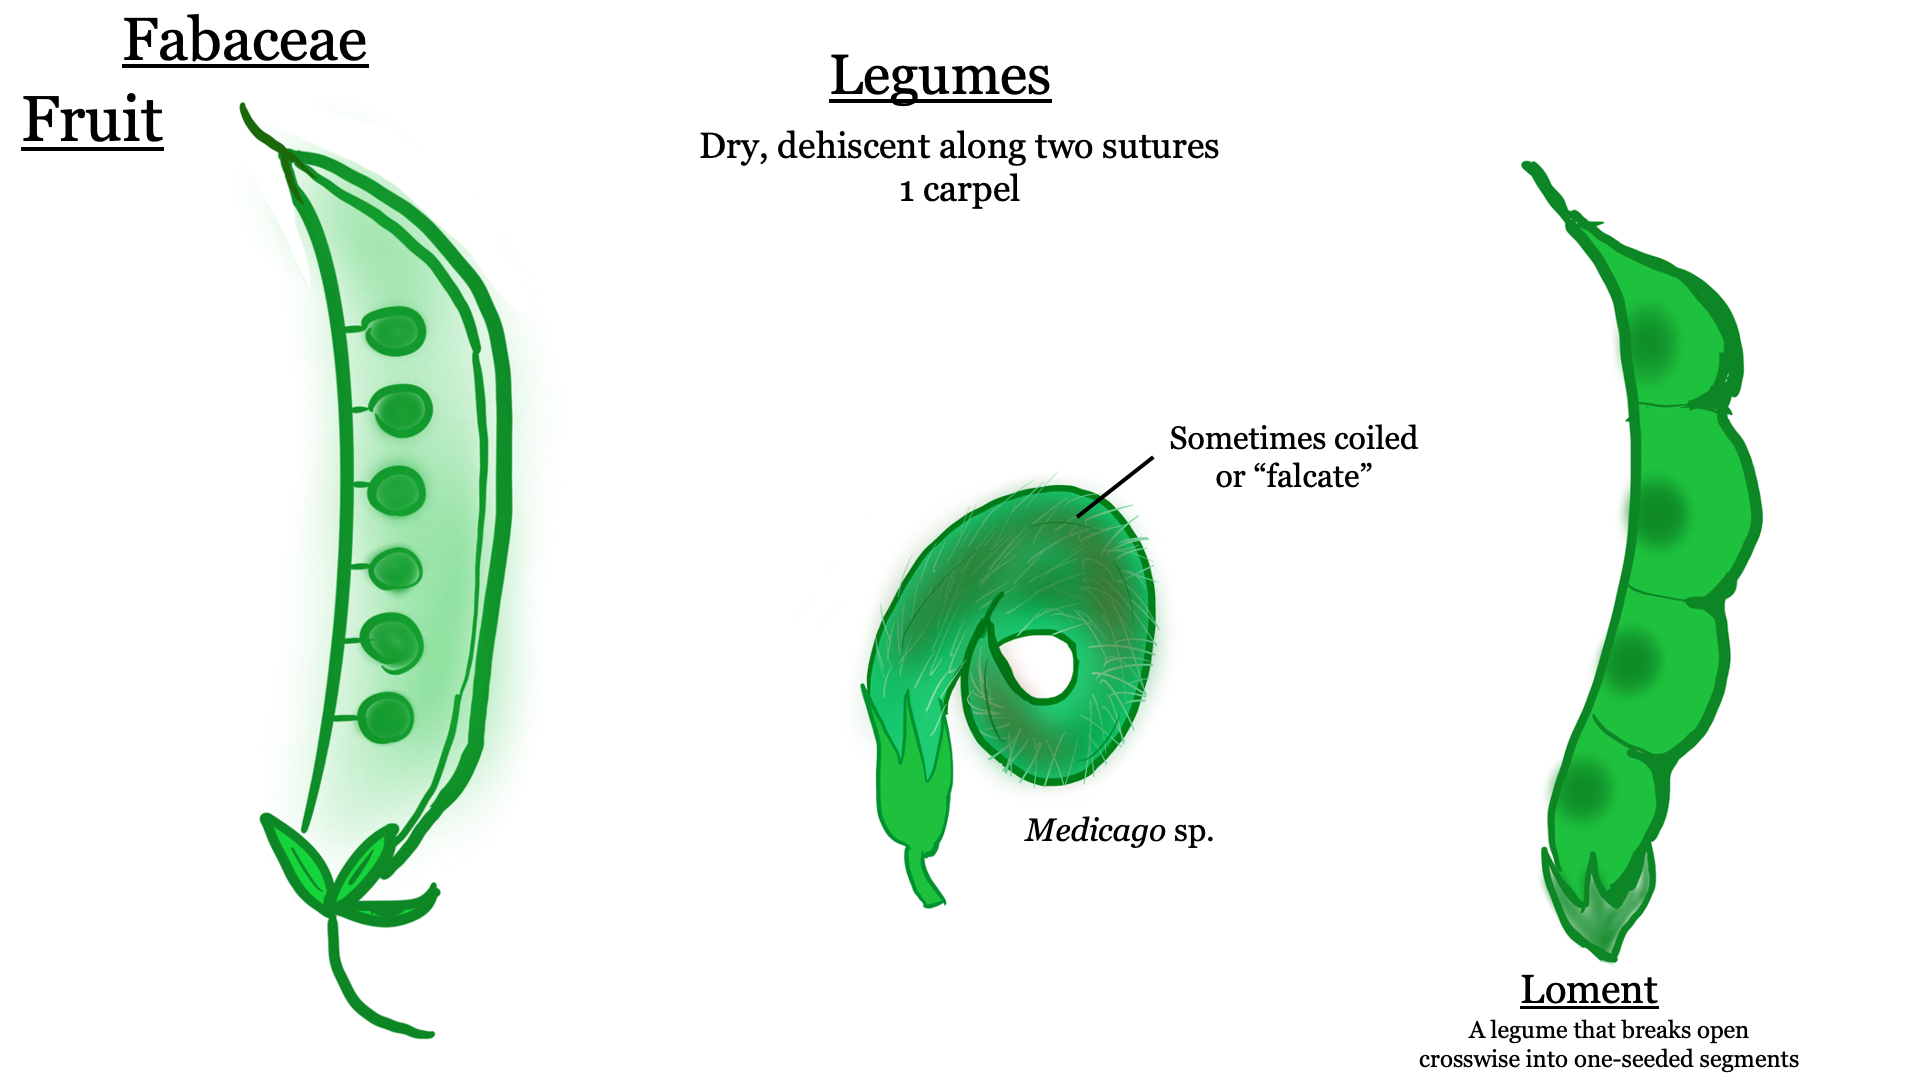 Fabaceae
Fruit
Legumes
Dry, dehiscent along two sutures
1 carpel
Sometimes coiled
or “falcate”
Medicago sp.
Loment
A legume that breaks open
crosswise into one-seeded segments